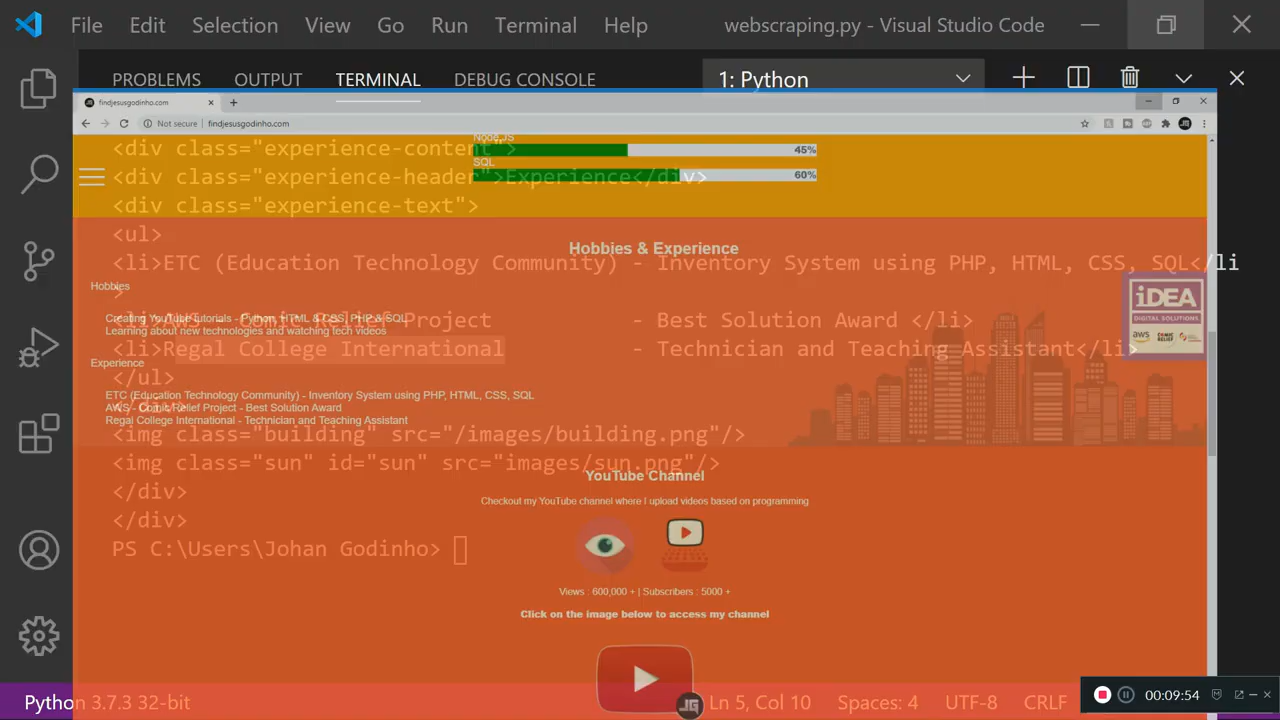 File Edit Selection View Go Run Terminal Help webscraping.py - Visual Studio Code
PROBLEMS OUTPUT TERMINAL DEBUG CONSOLE 1: Python
findjesusgodinho.com
Not secure | findjesusgodinho.com
Node.JS
45%
<div class="experience-content">
SQL
60%
<div class="experience-header">Experience</div>
<div class="experience-text">
<ul>
Hobbies & Experience
<li>ETC (Education Technology Community) - Inventory System using PHP, HTML, CSS, SQL</li
>
Hobbies
Creating YouTube tutorials - Python, HTML & CSS, PHP & SQL
<li>AWS - Comic Relief Project - Best Solution Award </li>
Learning about new technologies and watching tech videos
iDEA
DIGITAL SOLUTIONS
aws COMIC RELIEF
<li>Regal College International - Technician and Teaching Assistant</li>
Experience
</ul>
ETC (Education Technology Community) - Inventory System using PHP, HTML, CSS, SQL
</div>
AWS - Comic Relief Project - Best Solution Award
Regal College International - Technician and Teaching Assistant
<img class="building" src="/images/building.png"/>
<img class="sun" id="sun" src="images/sun.png"/>
YouTube Channel
</div>
Checkout my YouTube channel where I upload videos based on programming
</div>
PS C:\Users\Johan Godinho>
Views : 600,000 + | Subscribers : 5000 +
Click on the image below to access my channel
JG
Python 3.7.3 32-bit Ln 5, Col 10 Spaces: 4 UTF-8 CRLF
00:09:54